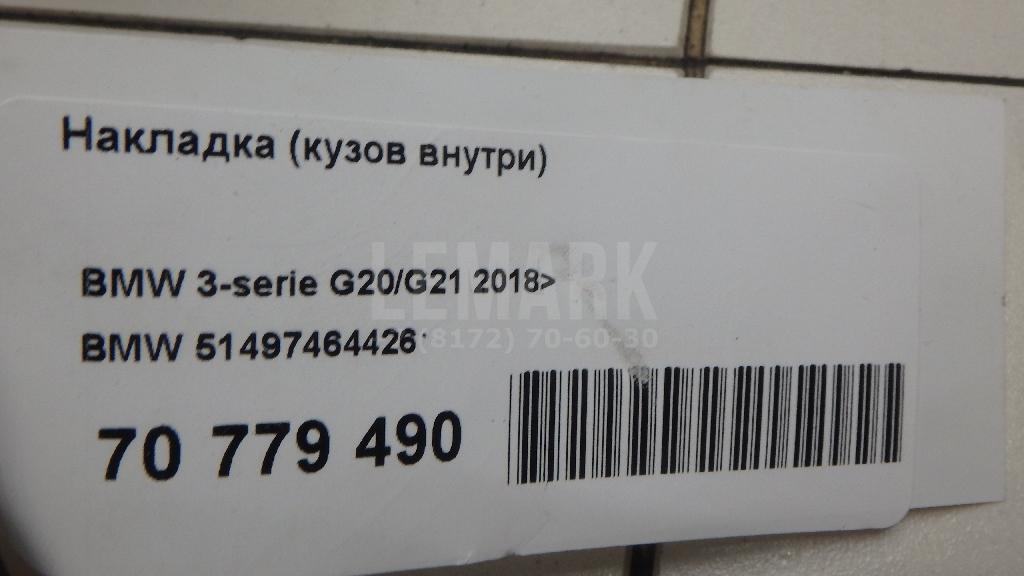 Накладка (кузов внутри)
BMW 3-serie G20/G21 2018>
LEMARK
BMW 51497464426
(8172) 70-60-30
70 779 490